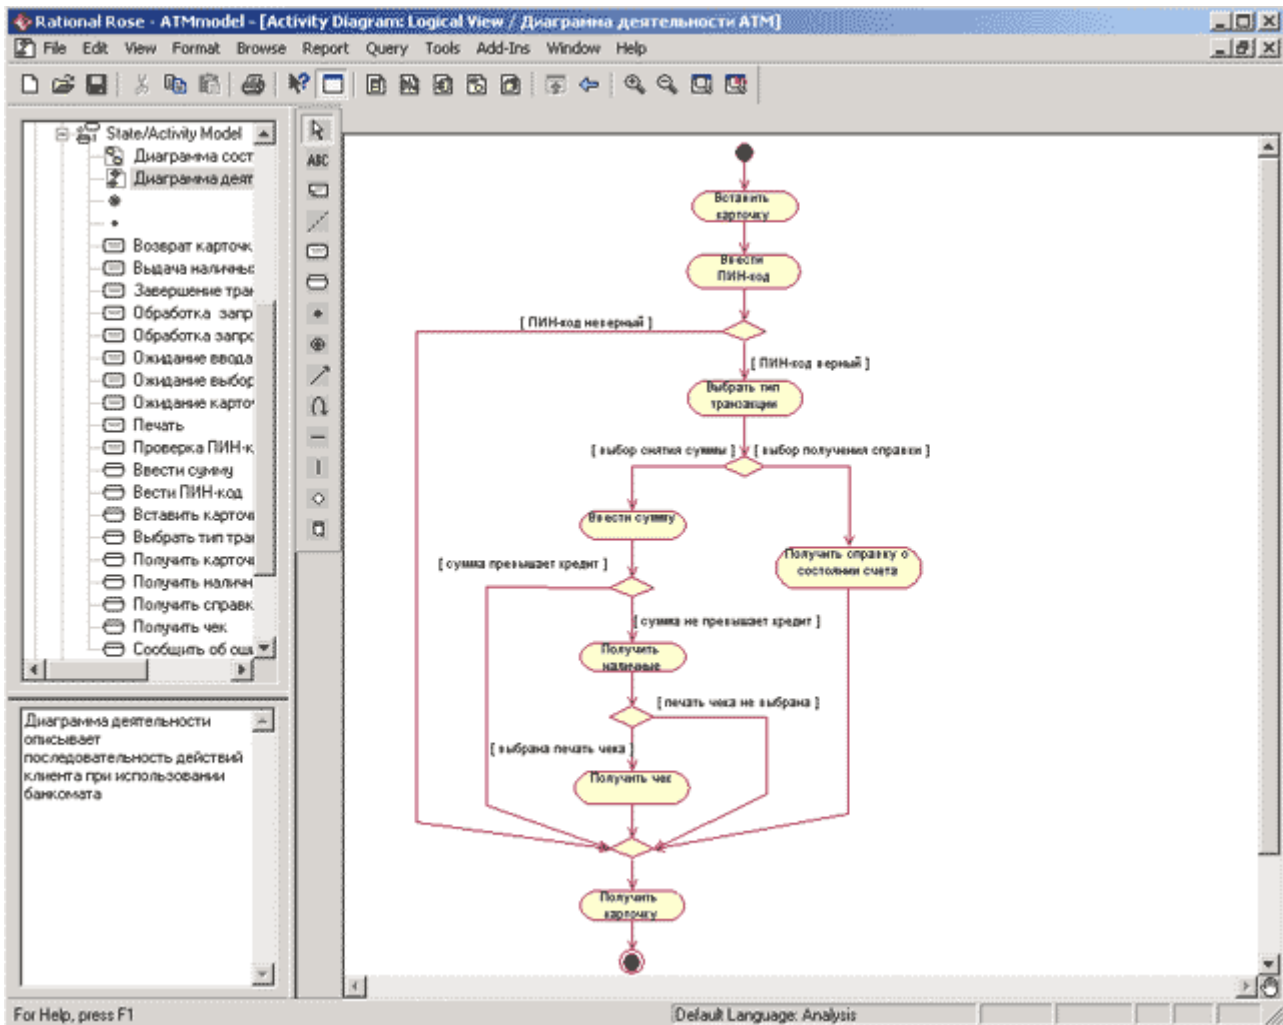 Rational Rose - ATMmodel - [Activity Diagram: Logical View / Диаграмма деятельности ATM]
File Edit View Format Browse Report Query Tools Add-Ins Window Help
State/Activity Model
Диаграмма сост
Диаграмма деят
Возврат карточк
Выдача наличных
Завершение тран
Обработка запр
Обработка запро
Ожидание ввода
Ожидание выбор
Ожидание карто
Печать
Проверка ПИН-к
Ввести сумму
Вести ПИН-код
Вставить карточ
Выбрать тип тран
Получить карточ
Получить наличн
Получить справк
Получить чек
Сообщить об ош
Диаграмма деятельности
описывает
последовательность действий
клиента при использовании
банкомата
ABC
Вставить
карточку
Ввести
ПИН-код
[ ПИН-код неверный ]
[ ПИН-код верный ]
Выбрать тип
транзакции
[ выбор снятия суммы ] [ выбор получения справки ]
Ввести сумму
Получить справку о
состоянии счета
[ сумма превышает кредит ]
[ сумма не превышает кредит ]
Получить
наличные
[ печать чека не выбрана ]
[ выбрана печать чека ]
Получить чек
Получить
карточку
For Help, press F1
Default Language: Analysis